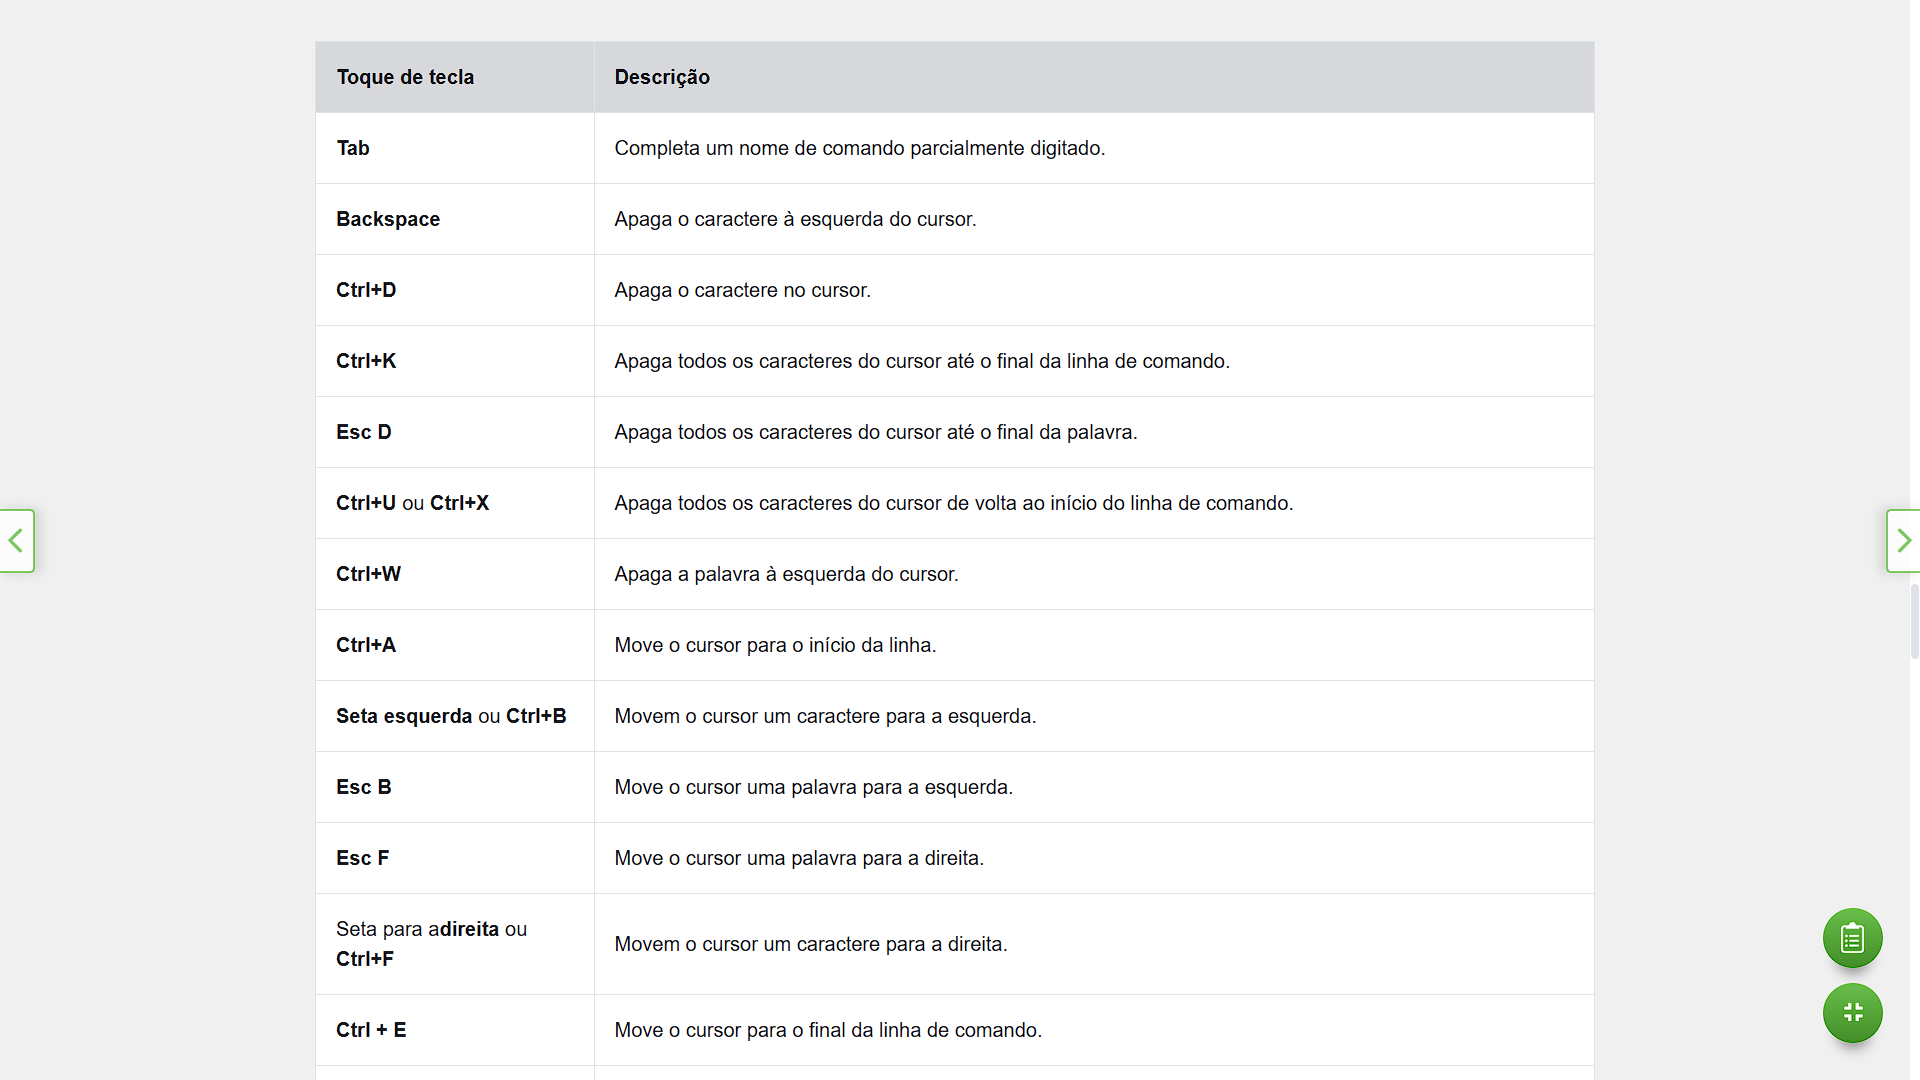 Toque de tecla Descrição
Tab Completa um nome de comando parcialmente digitado.
Backspace Apaga o caractere à esquerda do cursor.
Ctrl+D Apaga o caractere no cursor.
Ctrl+K Apaga todos os caracteres do cursor até o final da linha de comando.
Esc D Apaga todos os caracteres do cursor até o final da palavra.
Ctrl+U ou Ctrl+X Apaga todos os caracteres do cursor de volta ao início do linha de comando.
Ctrl+W Apaga a palavra à esquerda do cursor.
Ctrl+A Move o cursor para o início da linha.
Seta esquerda ou Ctrl+B Movem o cursor um caractere para a esquerda.
Esc B Move o cursor uma palavra para a esquerda.
Esc F Move o cursor uma palavra para a direita.
Seta para adireita ou
Ctrl+F
Movem o cursor um caractere para a direita.
Ctrl + E Move o cursor para o final da linha de comando.